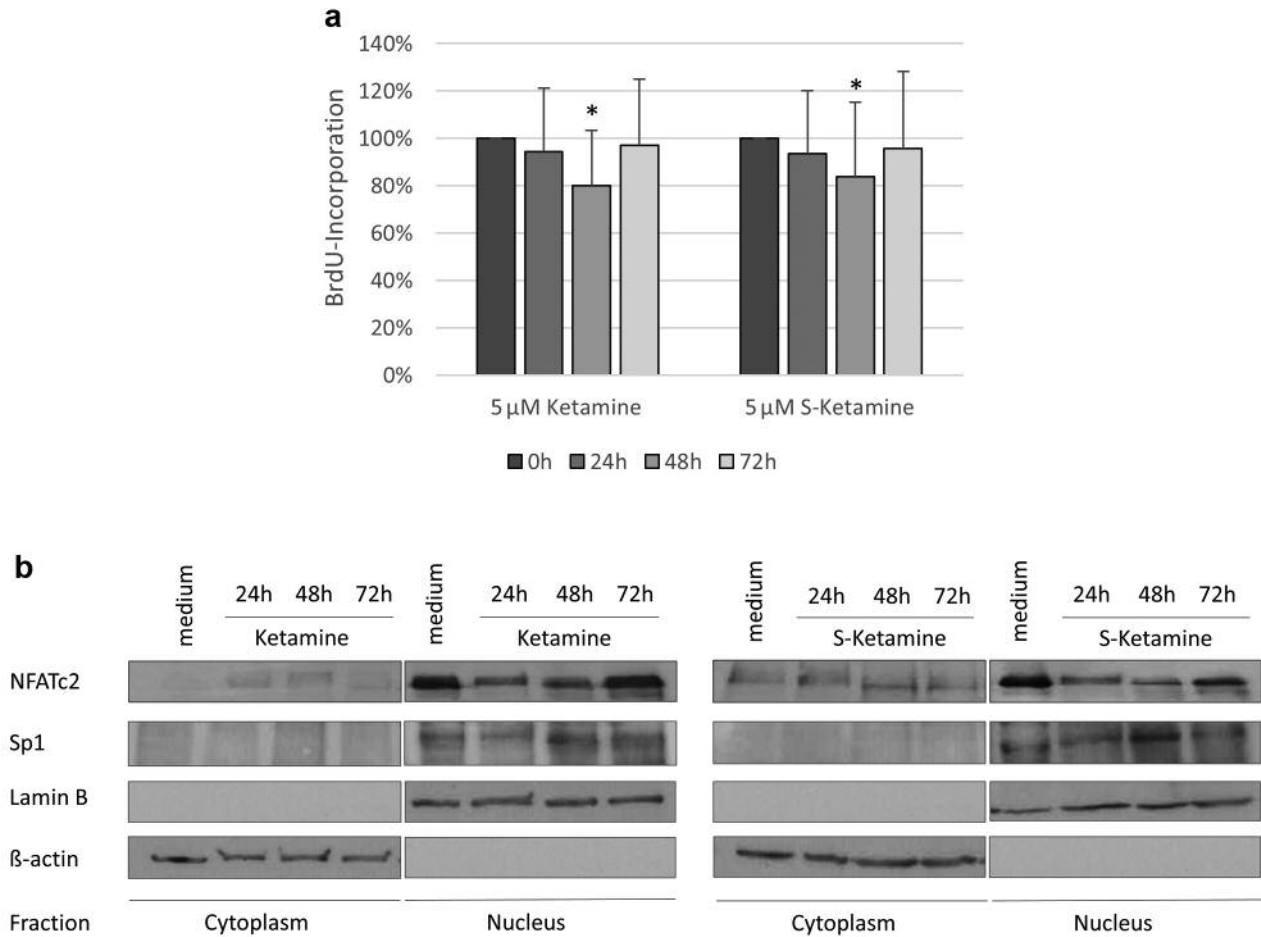 a
140%
120%
100%
80%
60%
40%
20%
0%
BrdU-Incorporation
* *
5 µM Ketamine 5 µM S-Ketamine
0h 24h 48h 72h
b
medium 24h 48h 72h medium 24h 48h 72h medium 24h 48h 72h medium 24h 48h 72h
Ketamine Ketamine S-Ketamine S-Ketamine
NFATc2
Sp1
Lamin B
ß-actin
Fraction Cytoplasm Nucleus Cytoplasm Nucleus